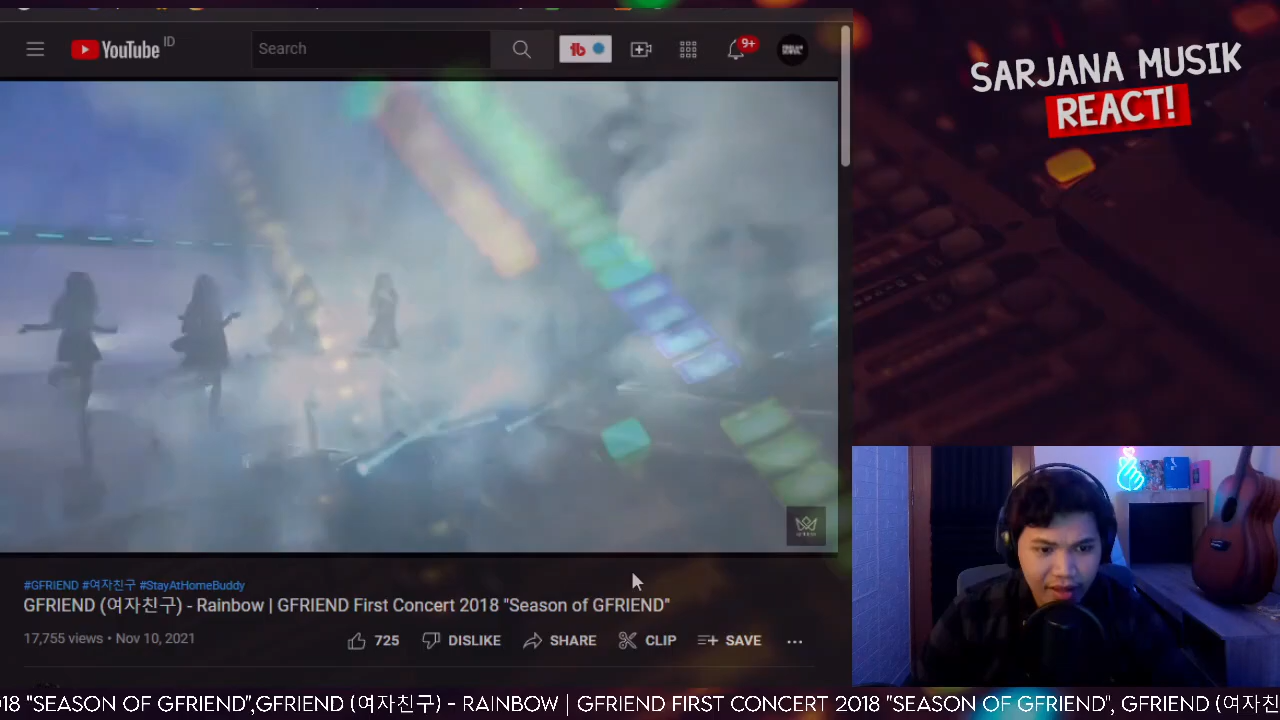 YouTube ID
Search
tb
9+
SARJANA MUSIK
REACT!
#GFRIEND #여자친구 #StayAtHomeBuddy
GFRIEND (여자친구) - Rainbow | GFRIEND First Concert 2018 "Season of GFRIEND"
17,755 views • Nov 10, 2021
725 DISLIKE SHARE CLIP SAVE
018 "SEASON OF GFRIEND",GFRIEND (여자친구) - RAINBOW | GFRIEND FIRST CONCERT 2018 "SEASON OF GFRIEND", GFRIEND (여자친